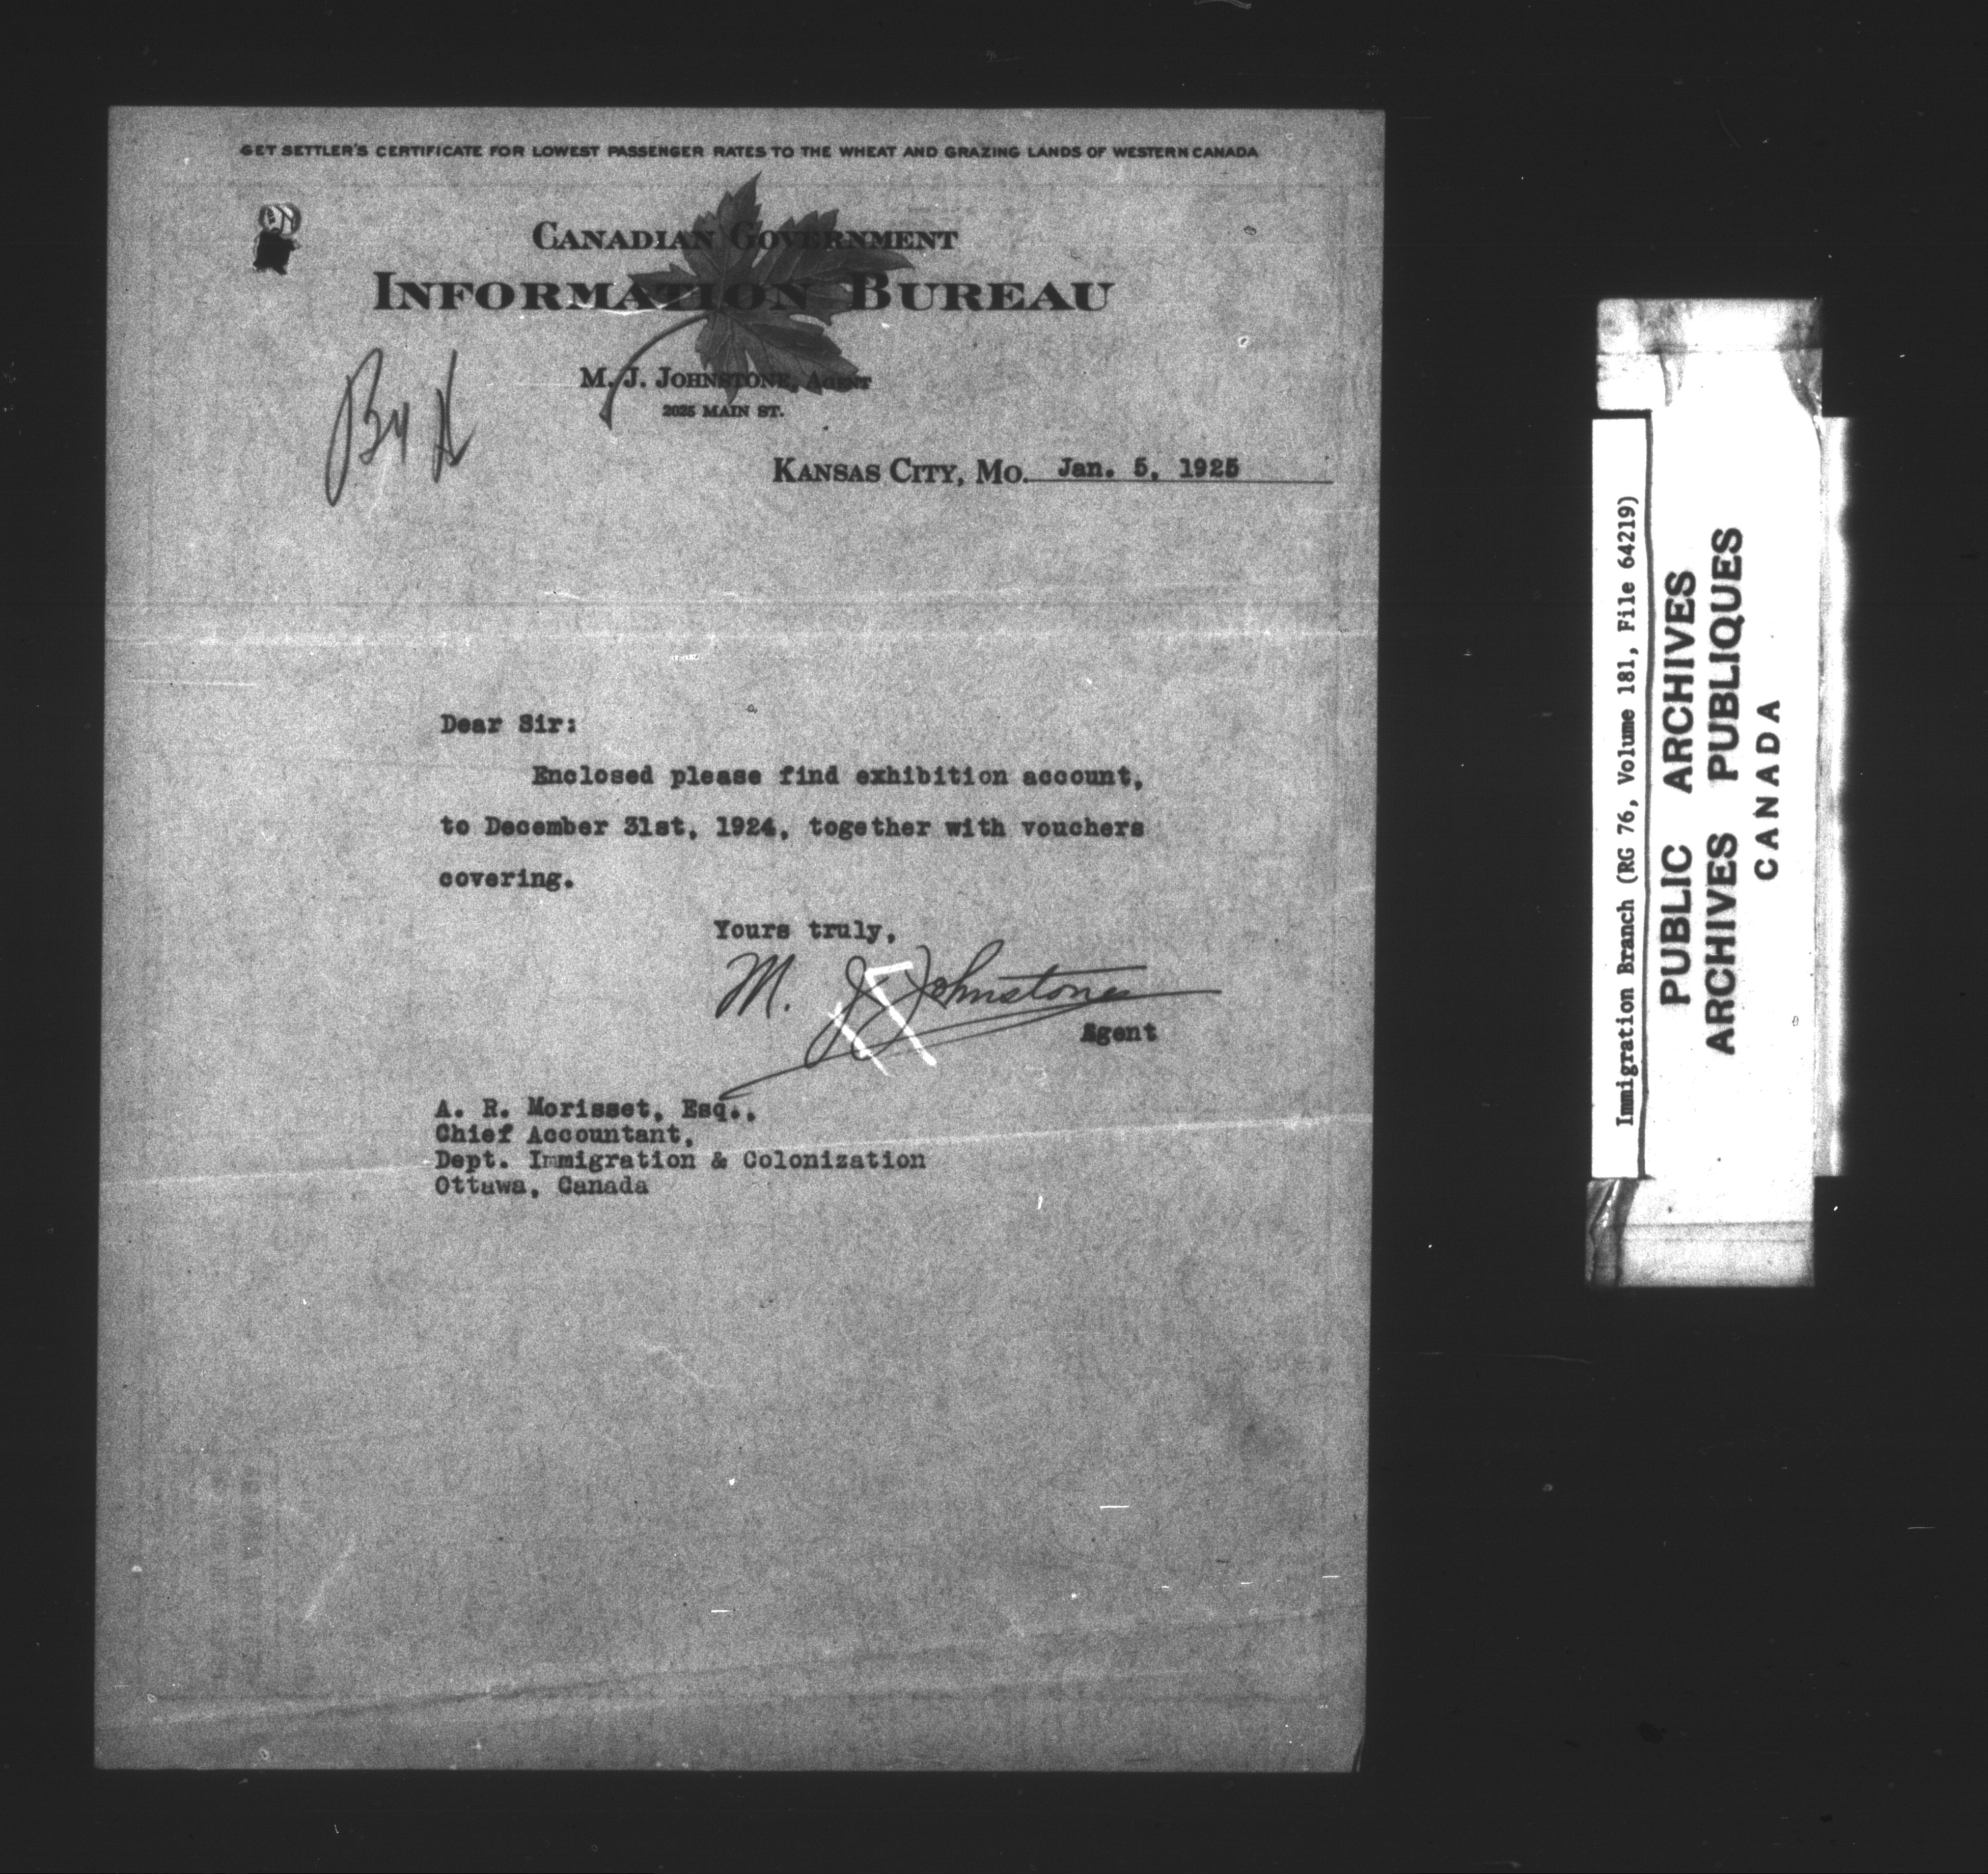 GET SETTLER'S CERTIFICATE FOR LOWEST PASSENGER RATES TO THE WHEAT AND GRAZING LANDS OF WESTERN CANADA
CANADIAN GOVERNMENT
INFORMATION BUREAU
M. J. JOHNSTONE, AGENT
2025 MAIN ST.
KANSAS CITY, MO. Jan. 5, 1925
Dear Sir:
Enclosed please find exhibition account,
to December 31st, 1924, together with vouchers
covering.
Yours truly,
M. J. Johnstone
Agent
A. R. Morisset, Esq.,
Chief Accountant,
Dept. Immigration & Colonization
Ottawa, Canada
Immigration Branch (RG 76, Volume 181, File 64219)
PUBLIC ARCHIVES
ARCHIVES PUBLIQUES
CANADA